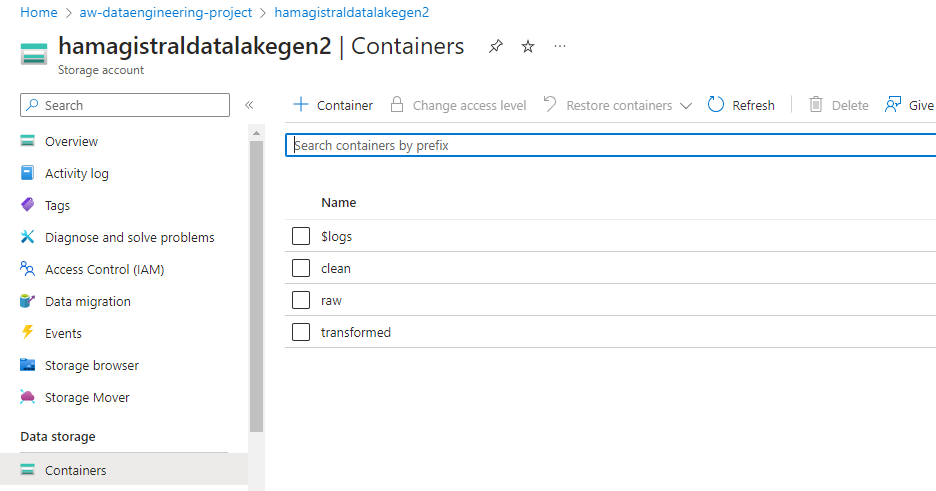 Home > aw-dataengineering-project > hamagistraldatalakegen2
hamagistraldatalakegen2 | Containers
Storage account
Search
Overview
Activity log
Tags
Diagnose and solve problems
Access Control (IAM)
Data migration
Events
Storage browser
Storage Mover
Data storage
Containers
+ Container Change access level Restore containers Refresh Delete Give
Search containers by prefix
Name
$logs
clean
raw
transformed